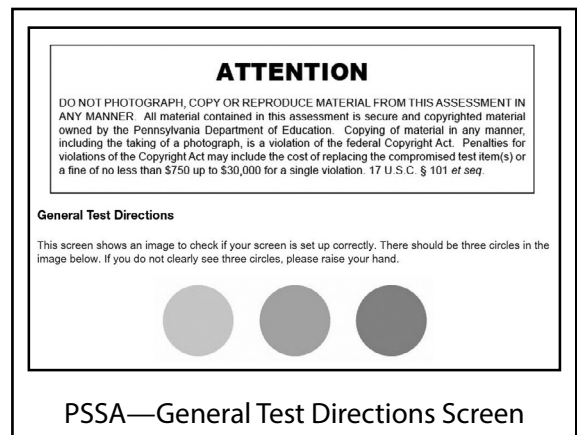 ATTENTION
DO NOT PHOTOGRAPH, COPY OR REPRODUCE MATERIAL FROM THIS ASSESSMENT IN
ANY MANNER. All material contained in this assessment is secure and copyrighted material
owned by the Pennsylvania Department of Education. Copying of material in any manner,
including the taking of a photograph, is a violation of the federal Copyright Act. Penalties for
violations of the Copyright Act may include the cost of replacing the compromised test item(s) or
a fine of no less than $750 up to $30,000 for a single violation. 17 U.S.C. § 101 et seq.
General Test Directions
This screen shows an image to check if your screen is set up correctly. There should be three circles in the
image below. If you do not clearly see three circles, please raise your hand.
PSSA—General Test Directions Screen